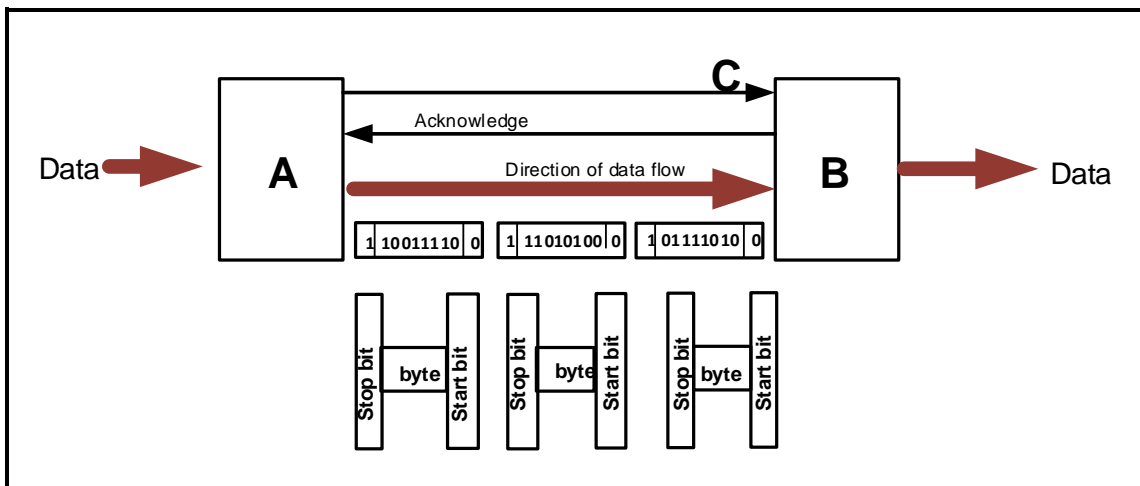 C
Acknowledge
Data
A
Direction of data flow
B
Data
1 10011110 0
1 11010100 0
1 01111010 0
Stop bit
byte
Start bit
Stop bit
byte
Start bit
Stop bit
byte
Start bit